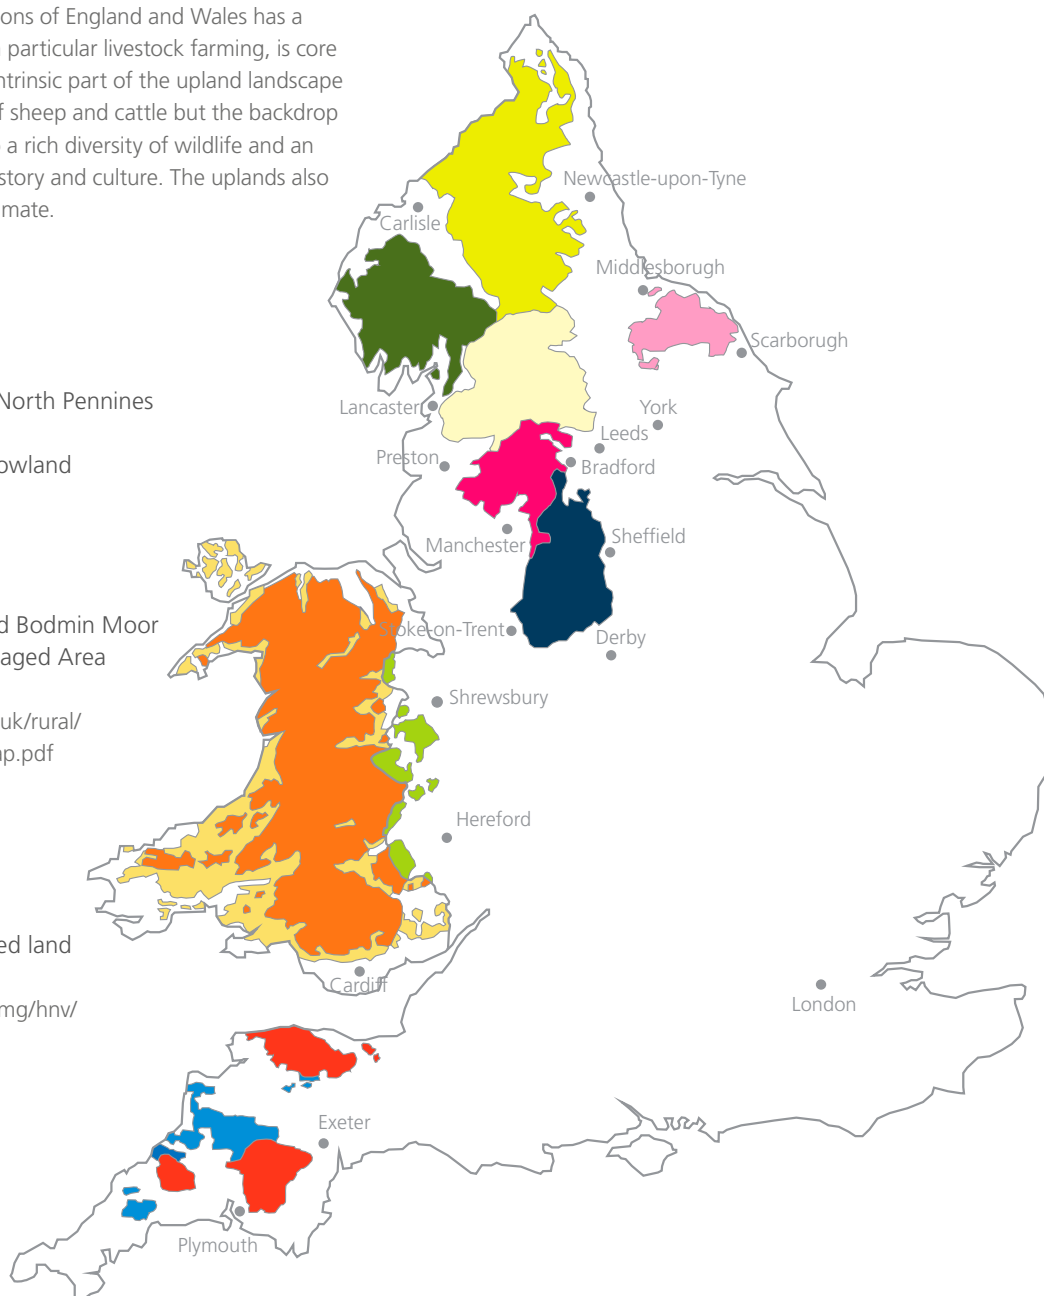 ons of England and Wales has a
particular livestock farming, is core
ntrinsic part of the upland landscape
f sheep and cattle but the backdrop
a rich diversity of wildlife and an
story and culture. The uplands also
mate.
Newcastle-upon-Tyne
Carlisle
Middlesborough
Scarborough
North Pennines
Lancaster
York
Leeds
owland
Preston
Bradford
Sheffield
Manchester
d Bodmin Moor
Stoke-on-Trent
Derby
aged Area
Shrewsbury
uk/rural/
ap.pdf
Hereford
ed land
Cardiff
London
mg/hnv/
Exeter
Plymouth